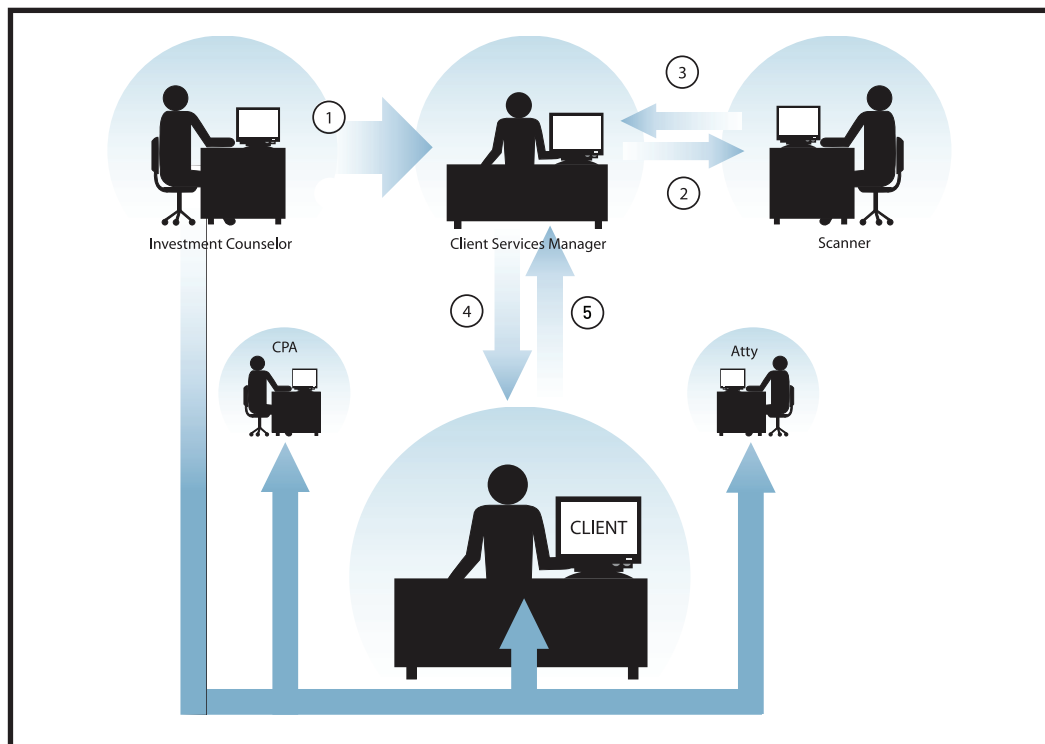 1
3
2
Investment Counselor
Client Services Manager
Scanner
4
5
CPA
Atty
CLIENT